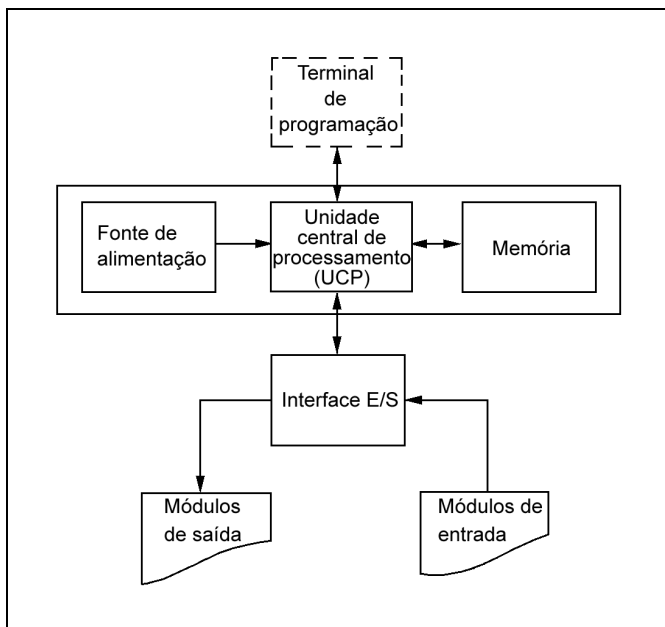 Terminal
de
programação
Fonte de
alimentação
Unidade
central de
processamento
(UCP)
Memória
Interface E/S
Módulos
de saída
Módulos de
entrada